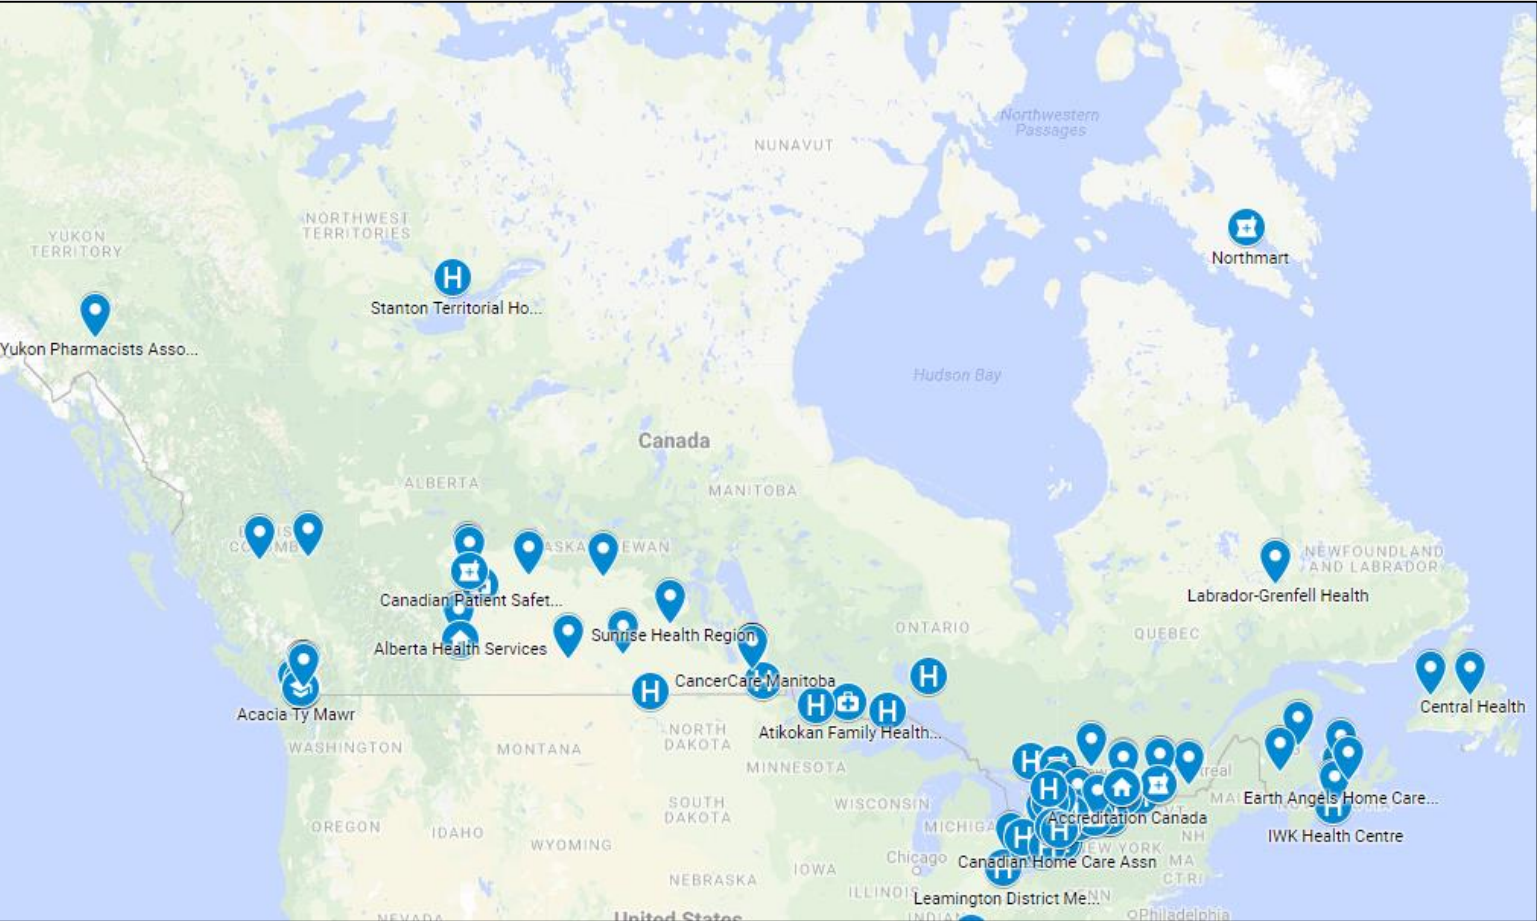 Northwestern
Passages
NUNAVUT
NORTHWEST
TERRITORIES
YUKON
TERRITORY
Northmart
Stanton Territorial Ho...
Yukon Pharmacists Asso...
Hudson Bay
Canada
ALBERTA
MANITOBA
NEWFOUNDLAND
AND LABRADOR
Labrador-Grenfell Health
Canadian Patient Safet...
ONTARIO
QUEBEC
Sunrise Health Region
Alberta Health Services
CancerCare Manitoba
Central Health
Acacia Ty Mawr
Atikokan Family Health...
NORTH
DAKOTA
WASHINGTON
MONTANA
MINNESOTA
Earth Angels Home Care...
WISCONSIN
SOUTH
DAKOTA
Accreditation Canada
OREGON
IDAHO
NH
IWK Health Centre
WYOMING
Chicago
Canadian Home Care Assn
MA
IOWA
NEBRASKA
Leamington District Me...
United States
Philadelphia
H
H
H
H
H
H
H
H
H